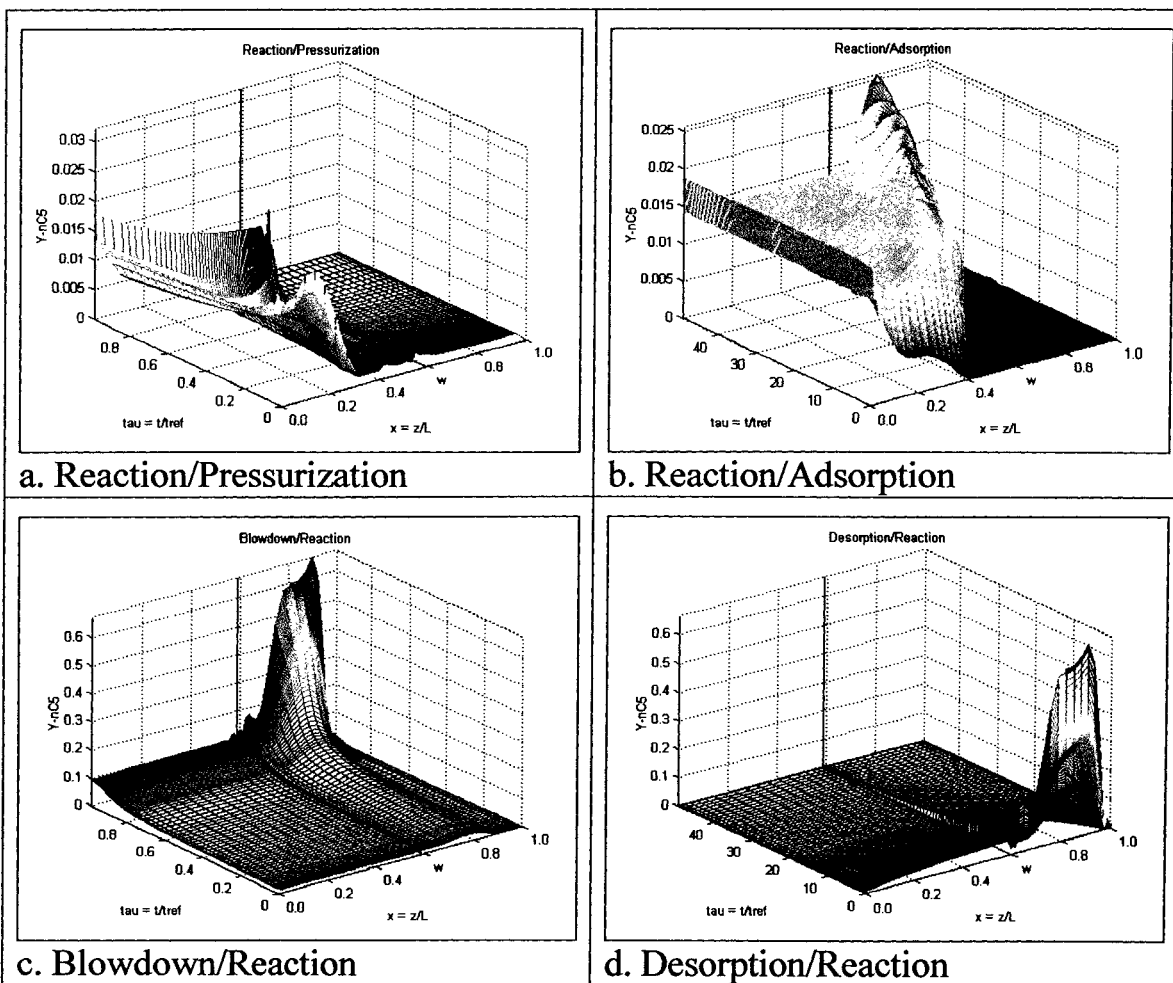 Reaction/Pressurization
0.03
0.025
0.02
0.015
0.01
0.005
0
Y-nC5
0.8
0.6
0.4
0.2
0
tau = t/tref
0.0
0.2
0.4
w
0.8
1.0
x = z/L
a. Reaction/Pressurization
Reaction/Adsorption
0.025
0.02
0.015
0.01
0.005
0
Y-nC5
40
30
20
10
0
tau = t/tref
0.0
0.2
0.4
w
0.8
1.0
x = z/L
b. Reaction/Adsorption
Blowdown/Reaction
0.6
0.5
0.4
0.3
0.2
0.1
0
Y-nC5
0.8
0.6
0.4
0.2
0
tau = t/tref
0.0
0.2
0.4
w
0.8
1.0
x = z/L
c. Blowdown/Reaction
Desorption/Reaction
0.6
0.5
0.4
0.3
0.2
0.1
0
Y-nC5
40
30
20
10
0
tau = t/tref
0.0
0.2
0.4
w
0.8
1.0
x = z/L
d. Desorption/Reaction